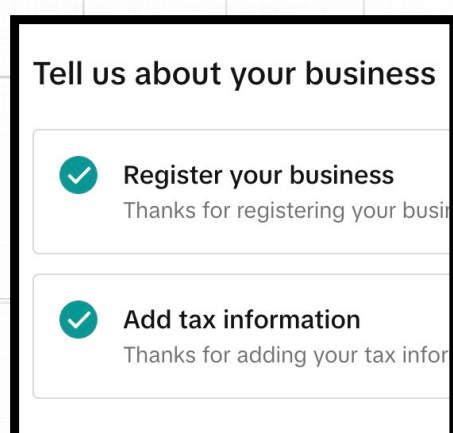 Tell us about your business
Register your business
Thanks for registering your
Add tax information
Thanks for adding your tax